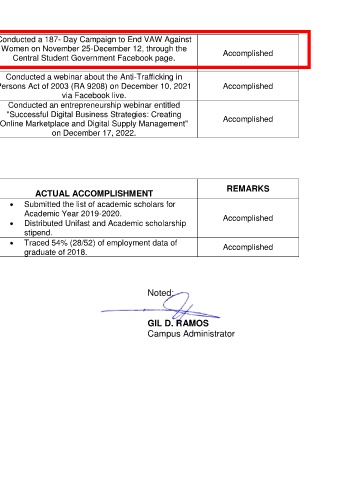 Conducted a 187- Day Campaign to End VAW Against
Women on November 25-December 12, through the
Central Student Government Facebook page.
Accomplished
Conducted a webinar about the Anti-Trafficking in
Persons Act of 2003 (RA 9208) on December 10, 2021
via Facebook live.
Accomplished
Conducted an entrepreneurship webinar entitled
"Successful Digital Business Strategies: Creating
Online Marketplace and Digital Supply Management"
on December 17, 2022.
Accomplished
ACTUAL ACCOMPLISHMENT
REMARKS
• Submitted the list of academic scholars for
Academic Year 2019-2020.
• Distributed Unifast and Academic scholarship
stipend.
Accomplished
• Traced 54% (28/52) of employment data of
graduate of 2018.
Accomplished
Noted:
GIL D. RAMOS
Campus Administrator